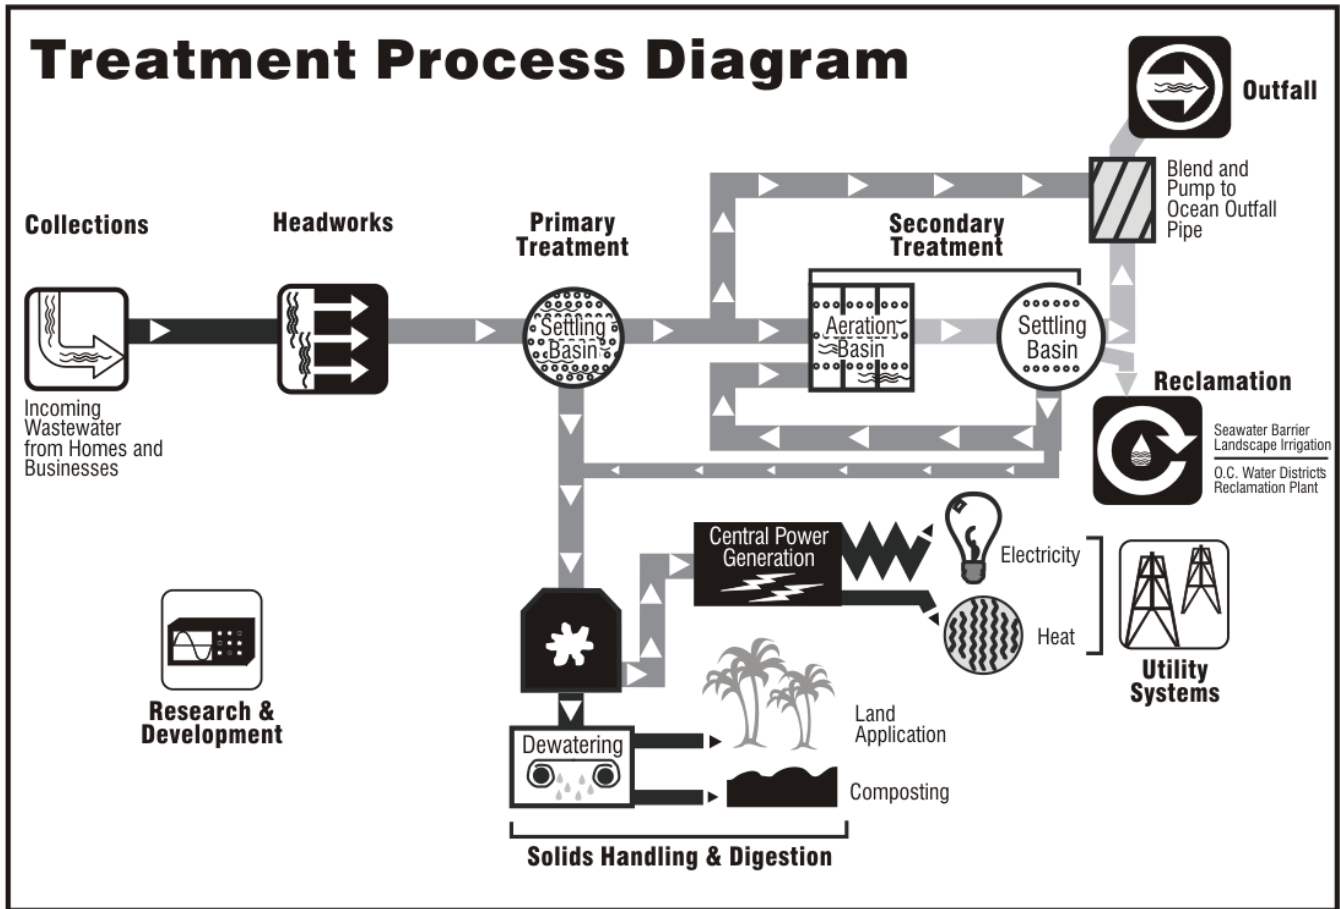 Treatment Process Diagram
Outfall
Blend and
Pump to
Ocean Outfall
Pipe
Collections
Headworks
Primary
Treatment
Secondary
Treatment
Settling
Basin
Aeration
Basin
Settling
Basin
Incoming
Wastewater
from Homes and
Businesses
Reclamation
Seawater Barrier
Landscape Irrigation
O.C. Water Districts
Reclamation Plant
Central Power
Generation
Electricity
Heat
Utility
Systems
Research &
Development
Land
Application
Dewatering
Composting
Solids Handling & Digestion